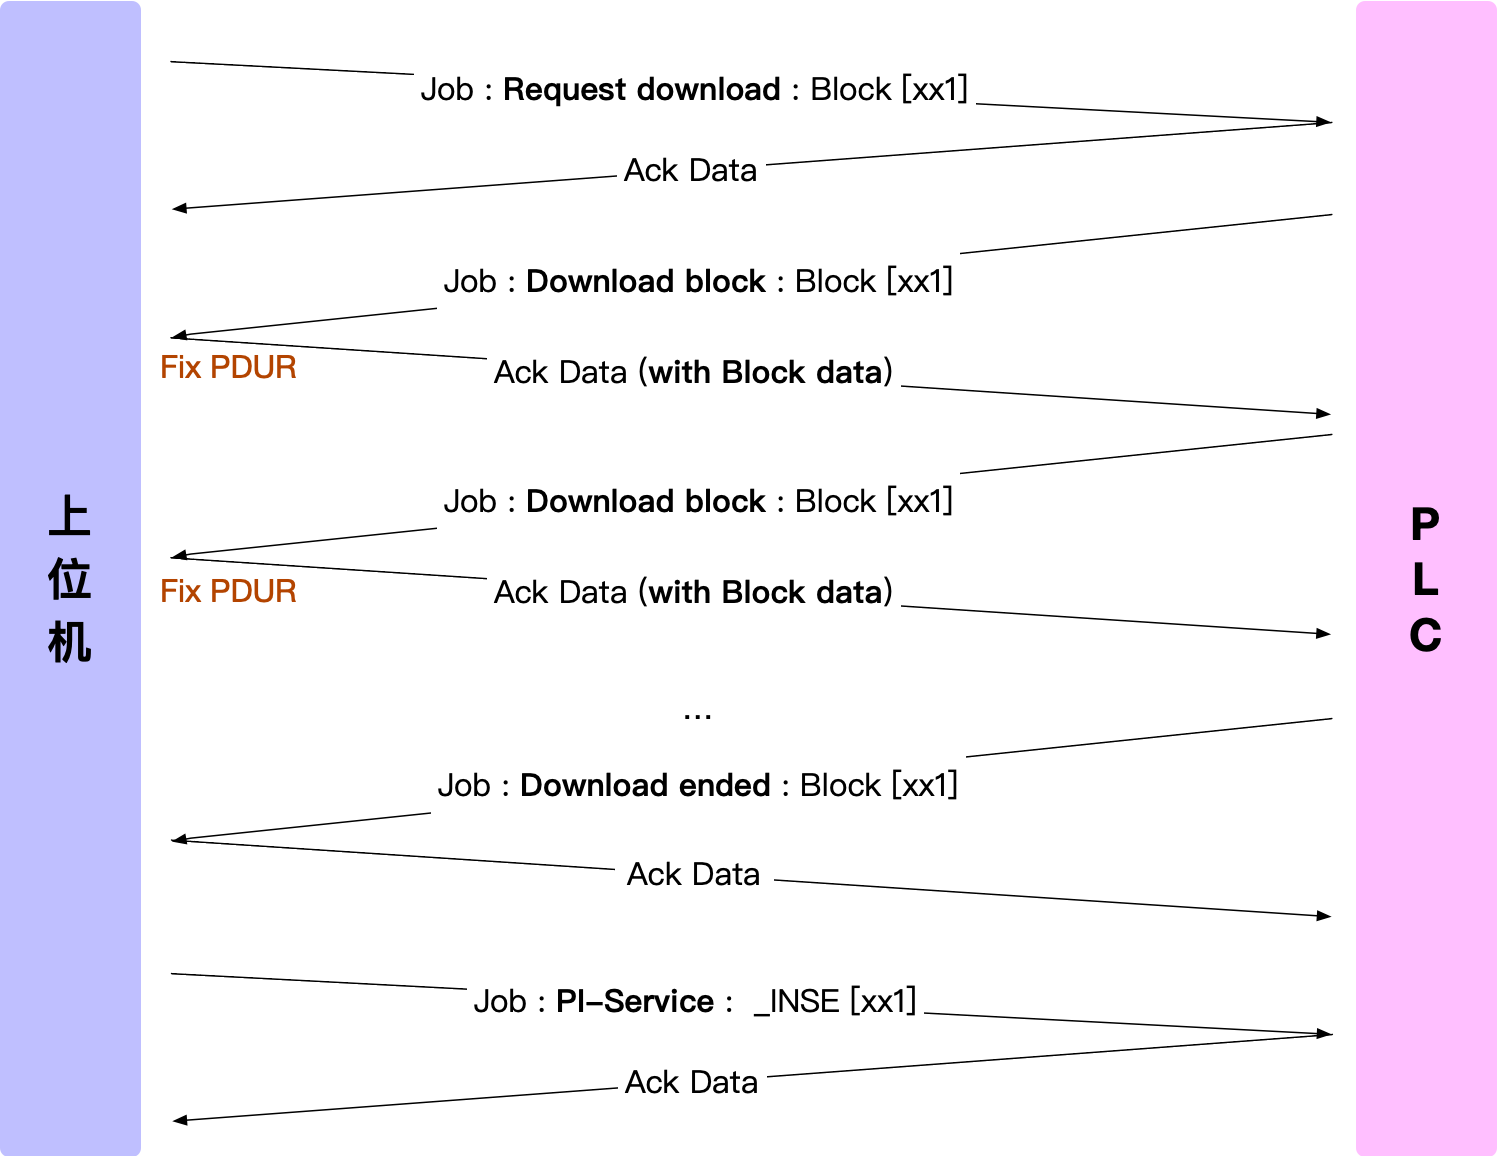 Job : Request download : Block [xx1]
Ack Data
Job : Download block : Block [xx1]
Fix PDUR
Ack Data (with Block data)
Job : Download block : Block [xx1]
Fix PDUR
Ack Data (with Block data)
...
Job : Download ended : Block [xx1]
Ack Data
Job : PI-Service : _INSE [xx1]
Ack Data
上
位
机
P
L
C